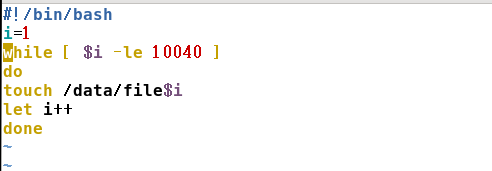 #!/bin/bash
i=1
while [ $i -le 10040 ]
do
touch /data/file$i
let i++
done
~
~